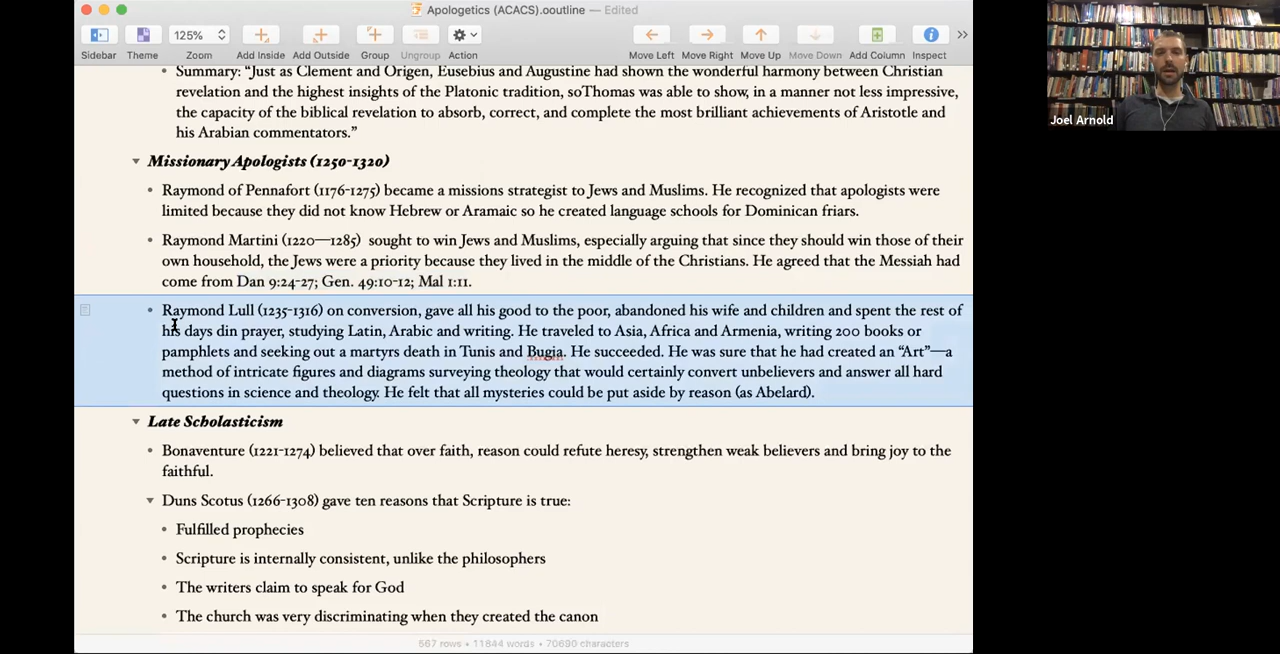 Apologetics (ACACS).ooutline — Edited
125%
Sidebar Theme Zoom Add Inside Add Outside Group Ungroup Action Move Left Move Right Move Up Move Down Add Column Inspect
Joel Arnold
Summary: “Just as Clement and Origen, Eusebius and Augustine had shown the wonderful harmony between Christian
revelation and the highest insights of the Platonic tradition, soThomas was able to show, in a manner not less impressive,
the capacity of the biblical revelation to absorb, correct, and complete the most brilliant achievements of Aristotle and
his Arabian commentators.”
Missionary Apologists (1250-1320)
Raymond of Pennafort (1176-1275) became a missions strategist to Jews and Muslims. He recognized that apologists were
limited because they did not know Hebrew or Aramaic so he created language schools for Dominican friars.
Raymond Martini (1220—1285) sought to win Jews and Muslims, especially arguing that since they should win those of their
own household, the Jews were a priority because they lived in the middle of the Christians. He agreed that the Messiah had
come from Dan 9:24-27; Gen. 49:10-12; Mal 1:11.
Raymond Lull (1235-1316) on conversion, gave all his good to the poor, abandoned his wife and children and spent the rest of
his days din prayer, studying Latin, Arabic and writing. He traveled to Asia, Africa and Armenia, writing 200 books or
pamphlets and seeking out a martyrs death in Tunis and Bugia. He succeeded. He was sure that he had created an “Art”—a
method of intricate figures and diagrams surveying theology that would certainly convert unbelievers and answer all hard
questions in science and theology. He felt that all mysteries could be put aside by reason (as Abelard).
Late Scholasticism
Bonaventure (1221-1274) believed that over faith, reason could refute heresy, strengthen weak believers and bring joy to the
faithful.
Duns Scotus (1266-1308) gave ten reasons that Scripture is true:
Fulfilled prophecies
Scripture is internally consistent, unlike the philosophers
The writers claim to speak for God
The church was very discriminating when they created the canon
567 rows • 11844 words • 70690 characters